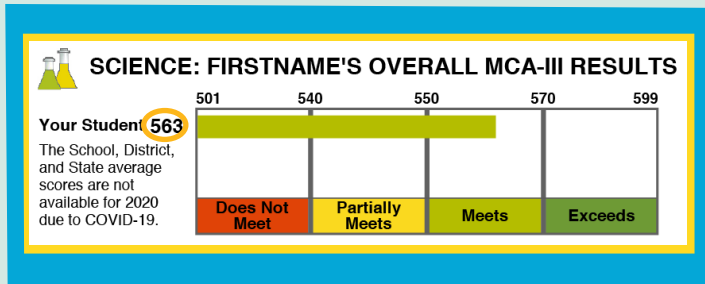 SCIENCE: FIRSTNAME'S OVERALL MCA-III RESULTS
501 540 550 570 599
Your Student 563
The School, District,
and State average
scores are not
available for 2020
due to COVID-19.
Does Not
Meet
Partially
Meets
Meets
Exceeds